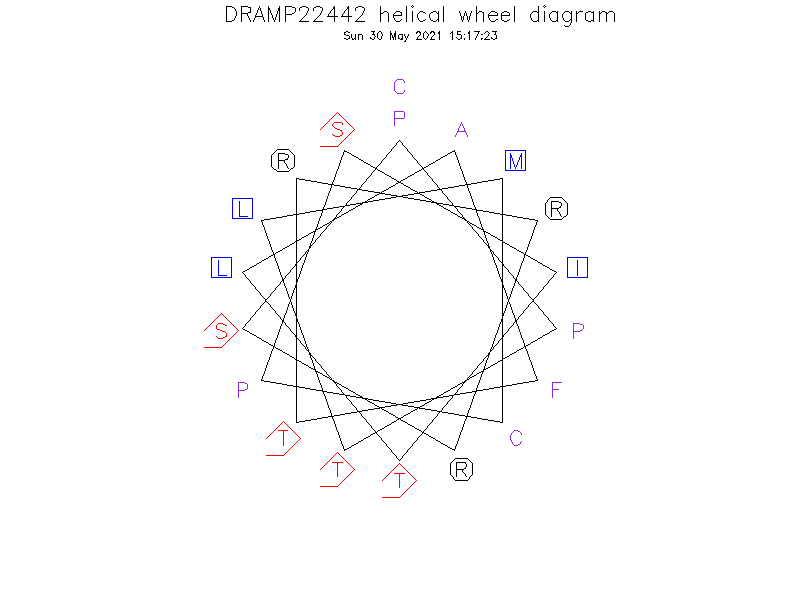 DRAMP22442 helical wheel diagram
Sun 30 May 2021 15:17:23
C
S P A
R M
L R
L I
S P
P F
T C
T T R